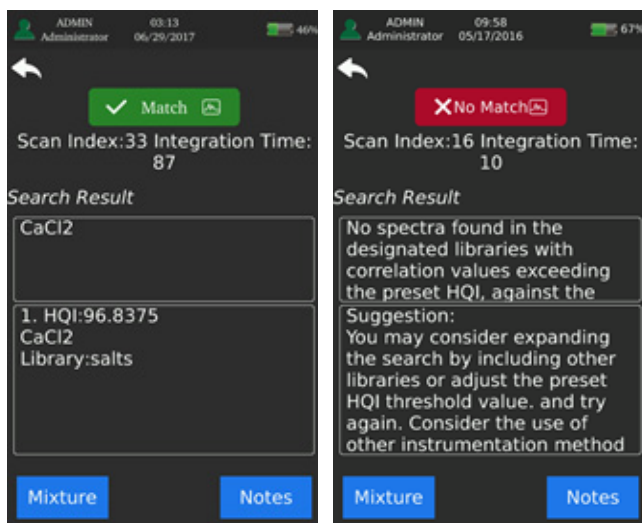 ADMIN
Administrator
03:13
06/29/2017
46%
Match
Scan Index:33 Integration Time:
87
Search Result
CaCl2
1. HQI:96.8375
CaCl2
Library:salts
Mixture
Notes
ADMIN
Administrator
09:58
05/17/2016
67%
No Match
Scan Index:16 Integration Time:
10
Search Result
No spectra found in the
designated libraries with
correlation values exceeding
the preset HQI, against the
Suggestion:
You may consider expanding
the search by including other
libraries or adjust the preset
HQI threshold value. and try
again. Consider the use of
other instrumentation method
Mixture
Notes